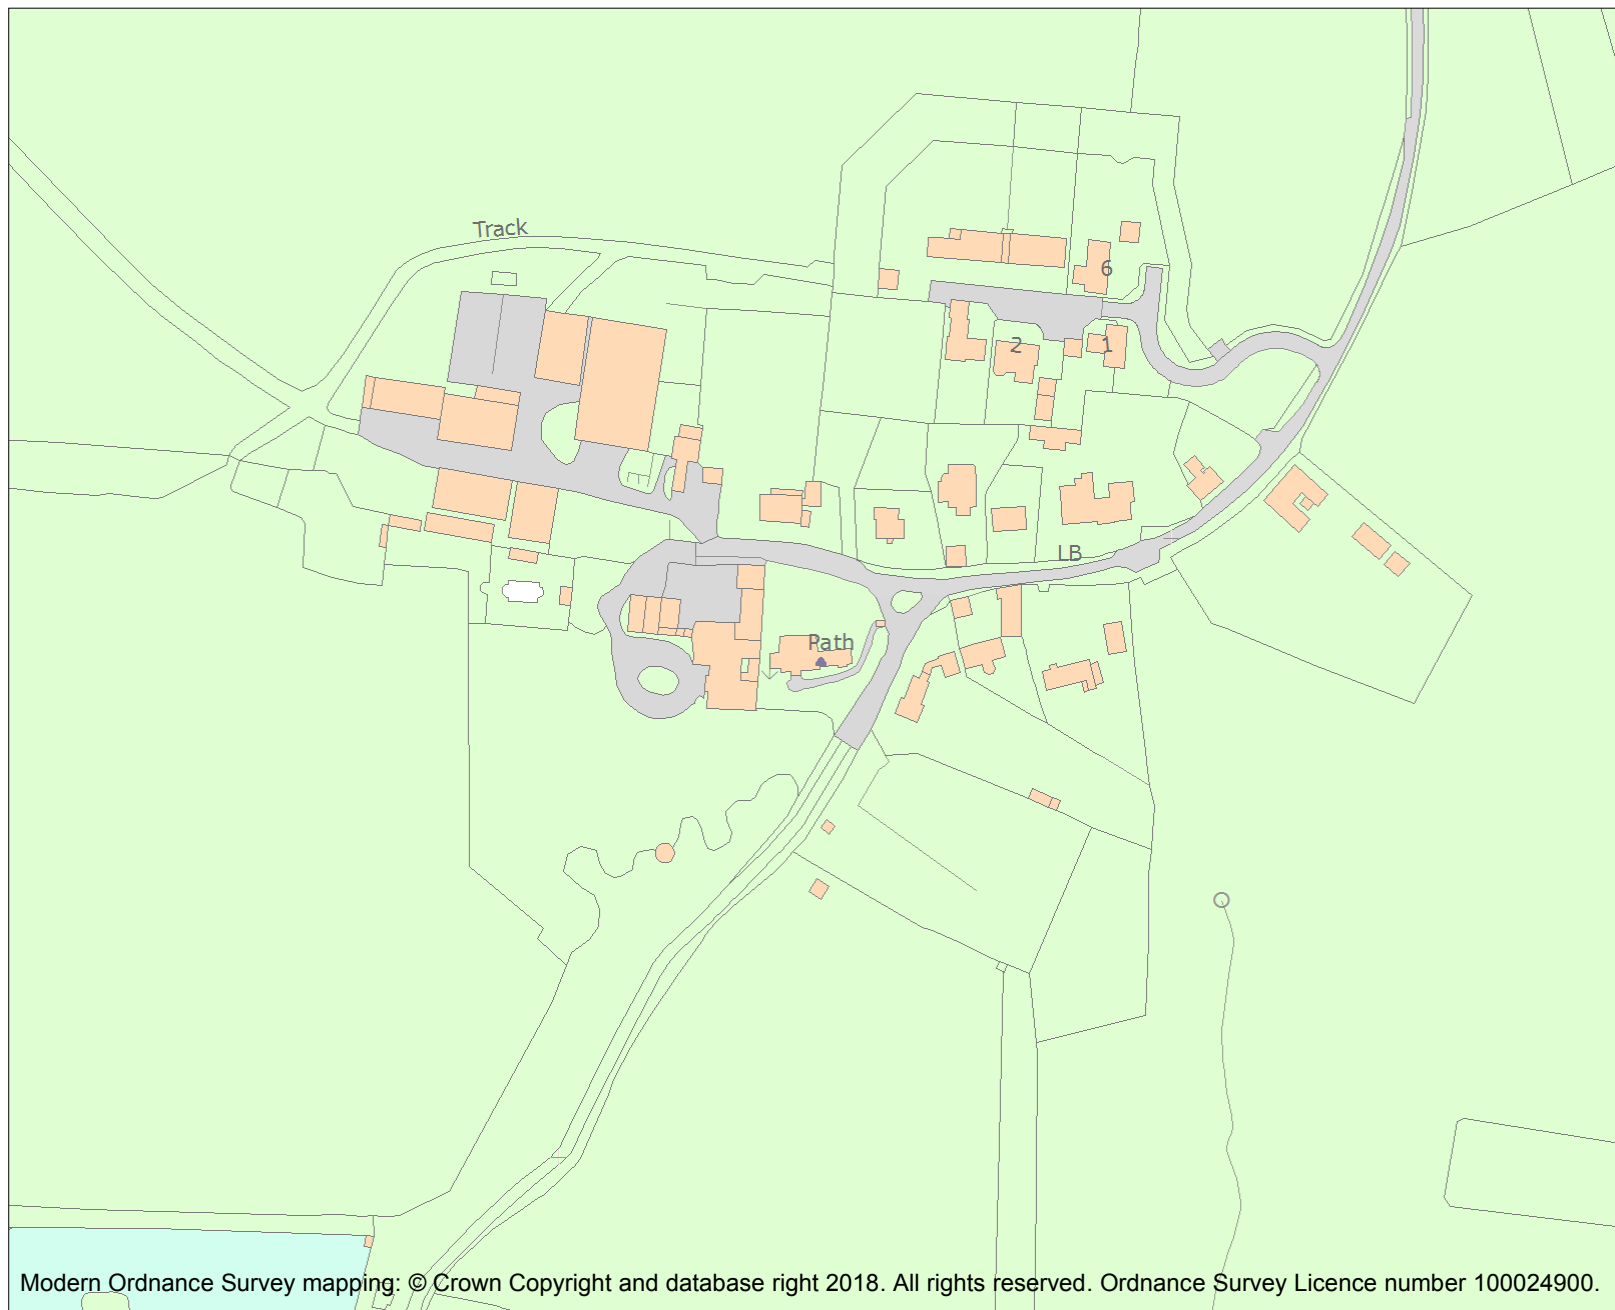 Track
6
2
1
LB
Path
Modern Ordnance Survey mapping: © Crown Copyright and database right 2018. All rights reserved. Ordnance Survey Licence number 100024900.